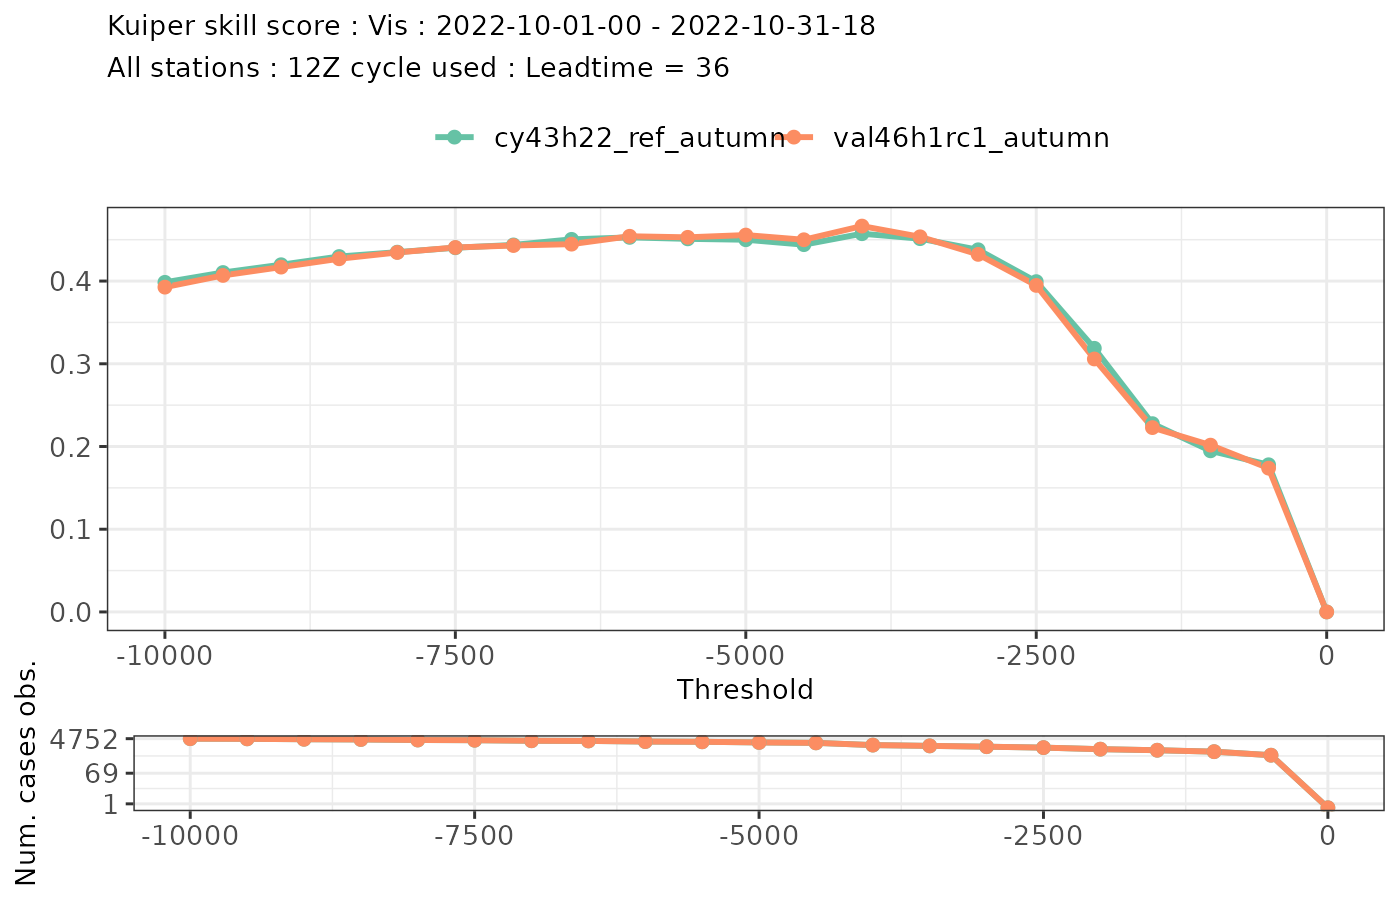 Kuiper skill score : Vis : 2022-10-01-00 - 2022-10-31-18
All stations : 12Z cycle used : Leadtime = 36
cy43h22_ref_autumn val46h1rc1_autumn
0.4
0.3
0.2
0.1
0.0
-10000 -7500 -5000 -2500 0
Threshold
Num. cases obs.
4752
69
1
-10000 -7500 -5000 -2500 0